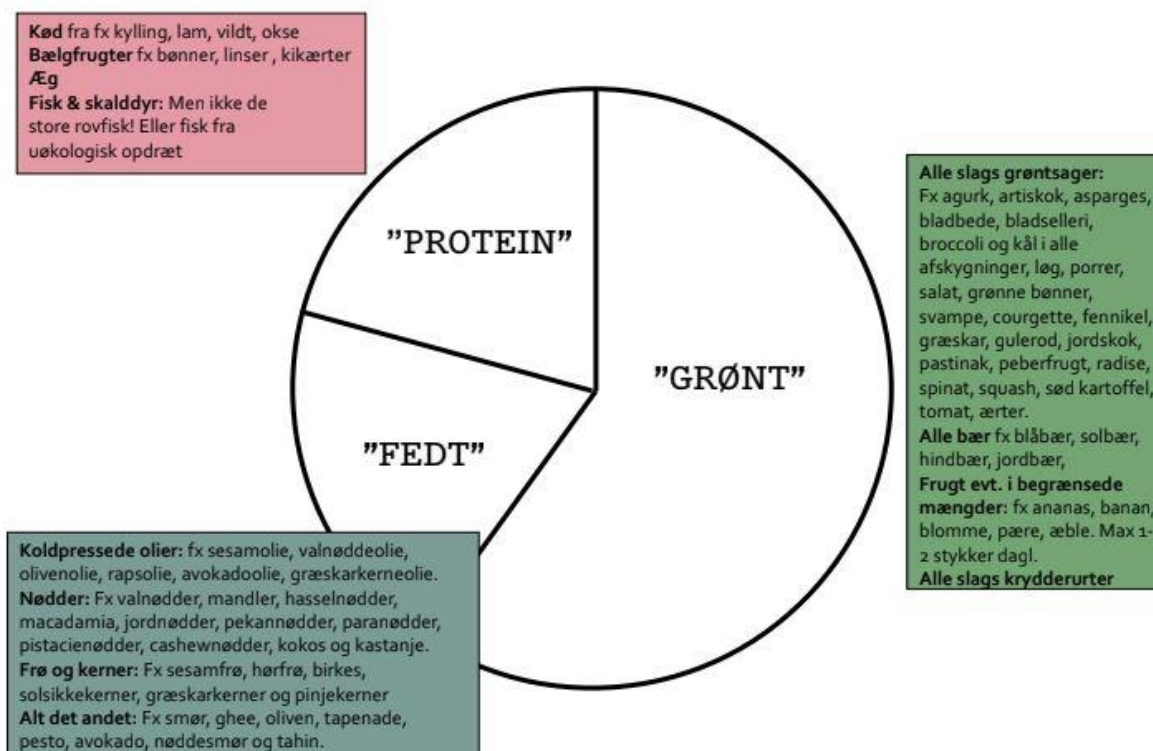 Kød fra fx kylling, lam, vildt, okse
Bælgfrugter fx bønner, linser , kikærter
Æg
Fisk & skalddyr: Men ikke de
store rovfisk! Eller fisk fra
uøkologisk opdræt
"PROTEIN"
"GRØNT"
"FEDT"
Alle slags grøntsager:
Fx agurk, artiskok, asparges,
bladbede, bladselleri,
broccoli og kål i alle
afskygninger, løg, porrer,
salat, grønne bønner,
svampe, courgette, fennikel,
græskar, gulerod, jordskok,
pastinak, peberfrugt, radise,
spinat, squash, sød kartoffel,
tomat, ærter.
Alle bær fx blåbær, solbær,
hindbær, jordbær,
Frugt evt. i begrænsede
mængder: fx ananas, banan,
blomme, pære, æble. Max 1-
2 stykker dagl.
Alle slags krydderurter
Koldpressede olier: fx sesamolie, valnøddeolie,
olivenolie, rapsolie, avokadoolie, græskarkerneolie.
Nødder: Fx valnødder, mandler, hasselnødder,
macadamia, jordnødder, pekannødder, paranødder,
pistacienødder, cashewnødder, kokos og kastanje.
Frø og kerner: Fx sesamfrø, hørfrø, birkes,
solsikkekerner, græskarkerner og pinjekerner
Alt det andet: Fx smør, ghee, oliven, tapenade,
pesto, avokado, nøddesmør og tahin.